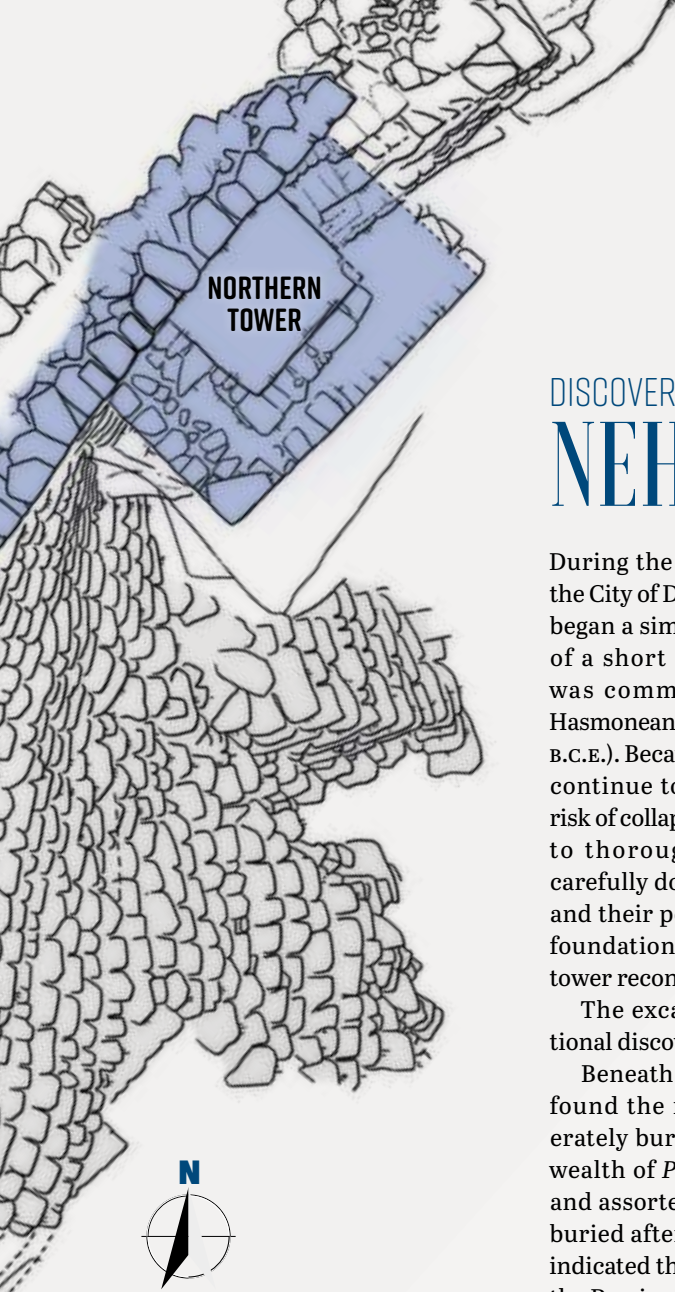 NORTHERN
TOWER
DISCOVER
NEH
During the
the City of D
began a sim
of a short
was comm
Hasmonean
B.C.E.). Beca
continue to
risk of collap
to thoroug
carefully do
and their p
foundation
tower recon
The exca
tional discov
Beneath
found the
erately bur
wealth of P
and assorte
buried after
indicated th
N